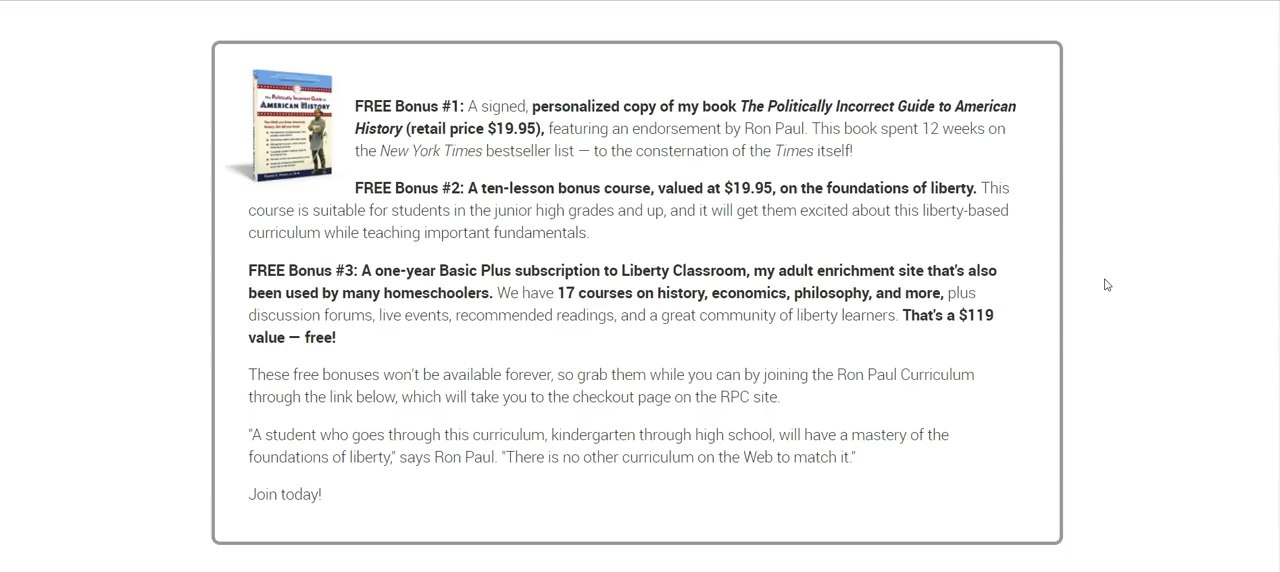 The Politically Incorrect Guide to
AMERICAN HISTORY
FREE Bonus #1: A signed, personalized copy of my book The Politically Incorrect Guide to American
History (retail price $19.95), featuring an endorsement by Ron Paul. This book spent 12 weeks on
the New York Times bestseller list — to the consternation of the Times itself!
FREE Bonus #2: A ten-lesson bonus course, valued at $19.95, on the foundations of liberty. This
course is suitable for students in the junior high grades and up, and it will get them excited about this liberty-based
curriculum while teaching important fundamentals.
FREE Bonus #3: A one-year Basic Plus subscription to Liberty Classroom, my adult enrichment site that's also
been used by many homeschoolers. We have 17 courses on history, economics, philosophy, and more, plus
discussion forums, live events, recommended readings, and a great community of liberty learners. That's a $119
value — free!
These free bonuses won't be available forever, so grab them while you can by joining the Ron Paul Curriculum
through the link below, which will take you to the checkout page on the RPC site.
"A student who goes through this curriculum, kindergarten through high school, will have a mastery of the
foundations of liberty," says Ron Paul. "There is no other curriculum on the Web to match it."
Join today!